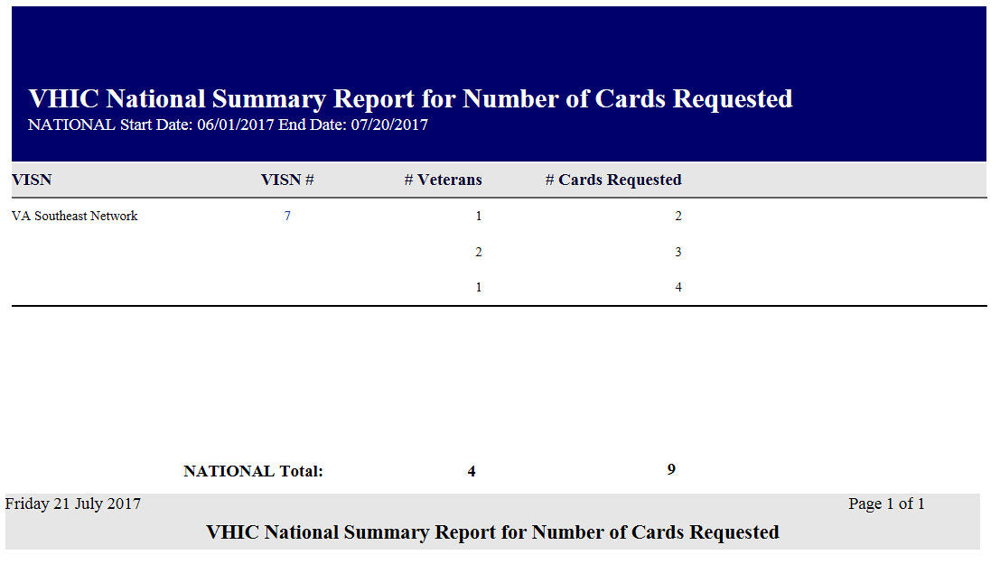 VHIC National Summary Report for Number of Cards Requested
NATIONAL Start Date: 06/01/2017 End Date: 07/20/2017
VISN VISN # # Veterans # Cards Requested
VA Southeast Network 7 1 2
2 3
1 4
NATIONAL Total: 4 9
Friday 21 July 2017 Page 1 of 1
VHIC National Summary Report for Number of Cards Requested